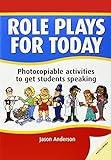 ROLE PLAYS
FOR TODAY
Photocopiable activities
to get students speaking
Jason Anderson